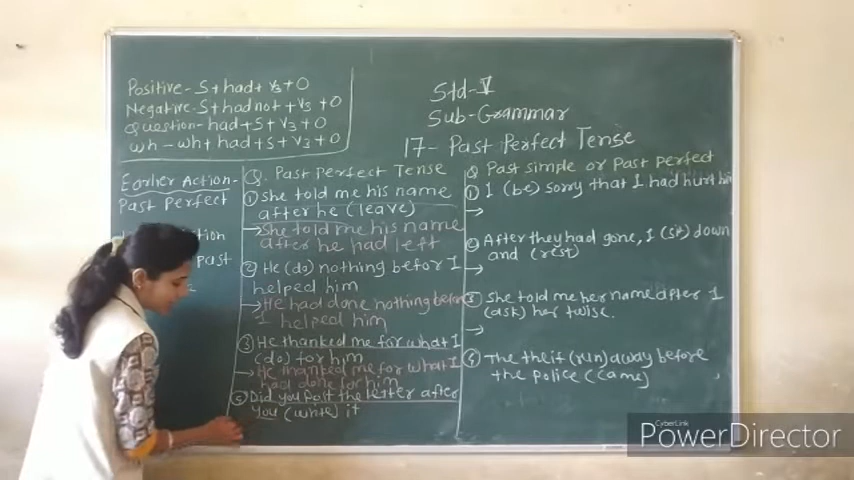 Positive- S+had+V3+O
Negative- S+had not+V3+O
Question- had+S+V3+O
wh-wh+had+S+V3+O
Std-V
Sub-Grammar
17- Past Perfect Tense
Earlier Action-
Past Perfect
past
Q. Past Perfect Tense
① She told me his name
after he (leave)
→She told me his name
after he had left
② He (do) nothing befor I
helped him
→He had done nothing before
I helped him
③ He thanked me for what I
(do) for him
→He thanked me for what I
had done for him
Did you past the letter after
you (write) it
Q Past simple or Past perfect
① I (be) sorry that I had hurt him
→
② After they had gone, I (sit) down
and (rest)
→
③ She told me her name after I
(ask) her twise.
→
④ The theif (run) away before
the police (came)
CyberLink
PowerDirector